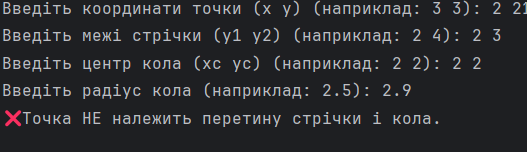 Введіть координати точки (x y) (наприклад: 3 3): 2 21
Введіть межі стрічки (y1 y2) (наприклад: 2 4): 2 3
Введіть центр кола (xc yc) (наприклад: 2 2): 2 2
Введіть радіус кола (наприклад: 2.5): 2.9
❌Точка НЕ належить перетину стрічки і кола.